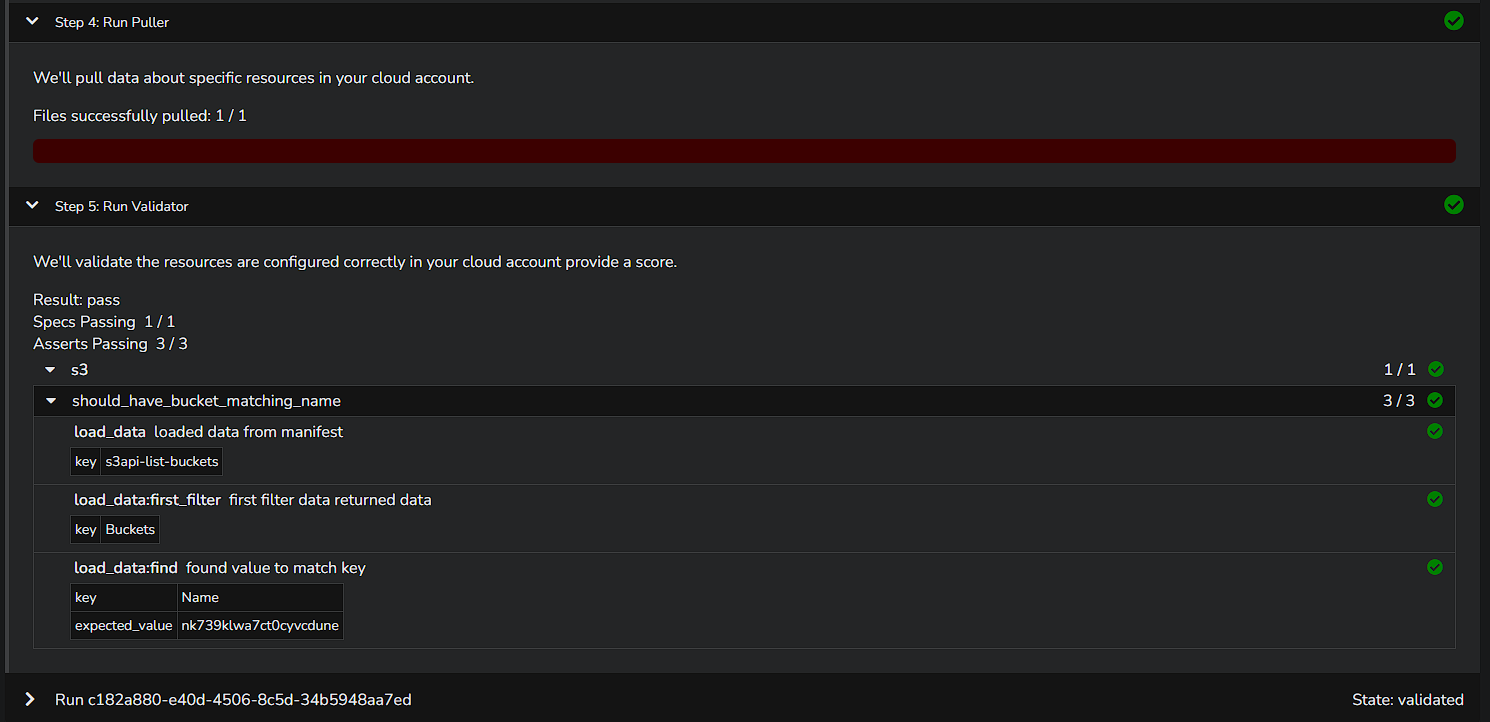 Step 4: Run Puller
We'll pull data about specific resources in your cloud account.
Files successfully pulled: 1 / 1
Step 5: Run Validator
We'll validate the resources are configured correctly in your cloud account provide a score.
Result: pass
Specs Passing 1 / 1
Asserts Passing 3 / 3
s3 1 / 1
should_have_bucket_matching_name 3 / 3
load_data loaded data from manifest
key s3api-list-buckets
load_data:first_filter first filter data returned data
key Buckets
load_data:find found value to match key
key Name
expected_value nk739klwa7ct0cyvcdune
Run c182a880-e40d-4506-8c5d-34b5948aa7ed State: validated